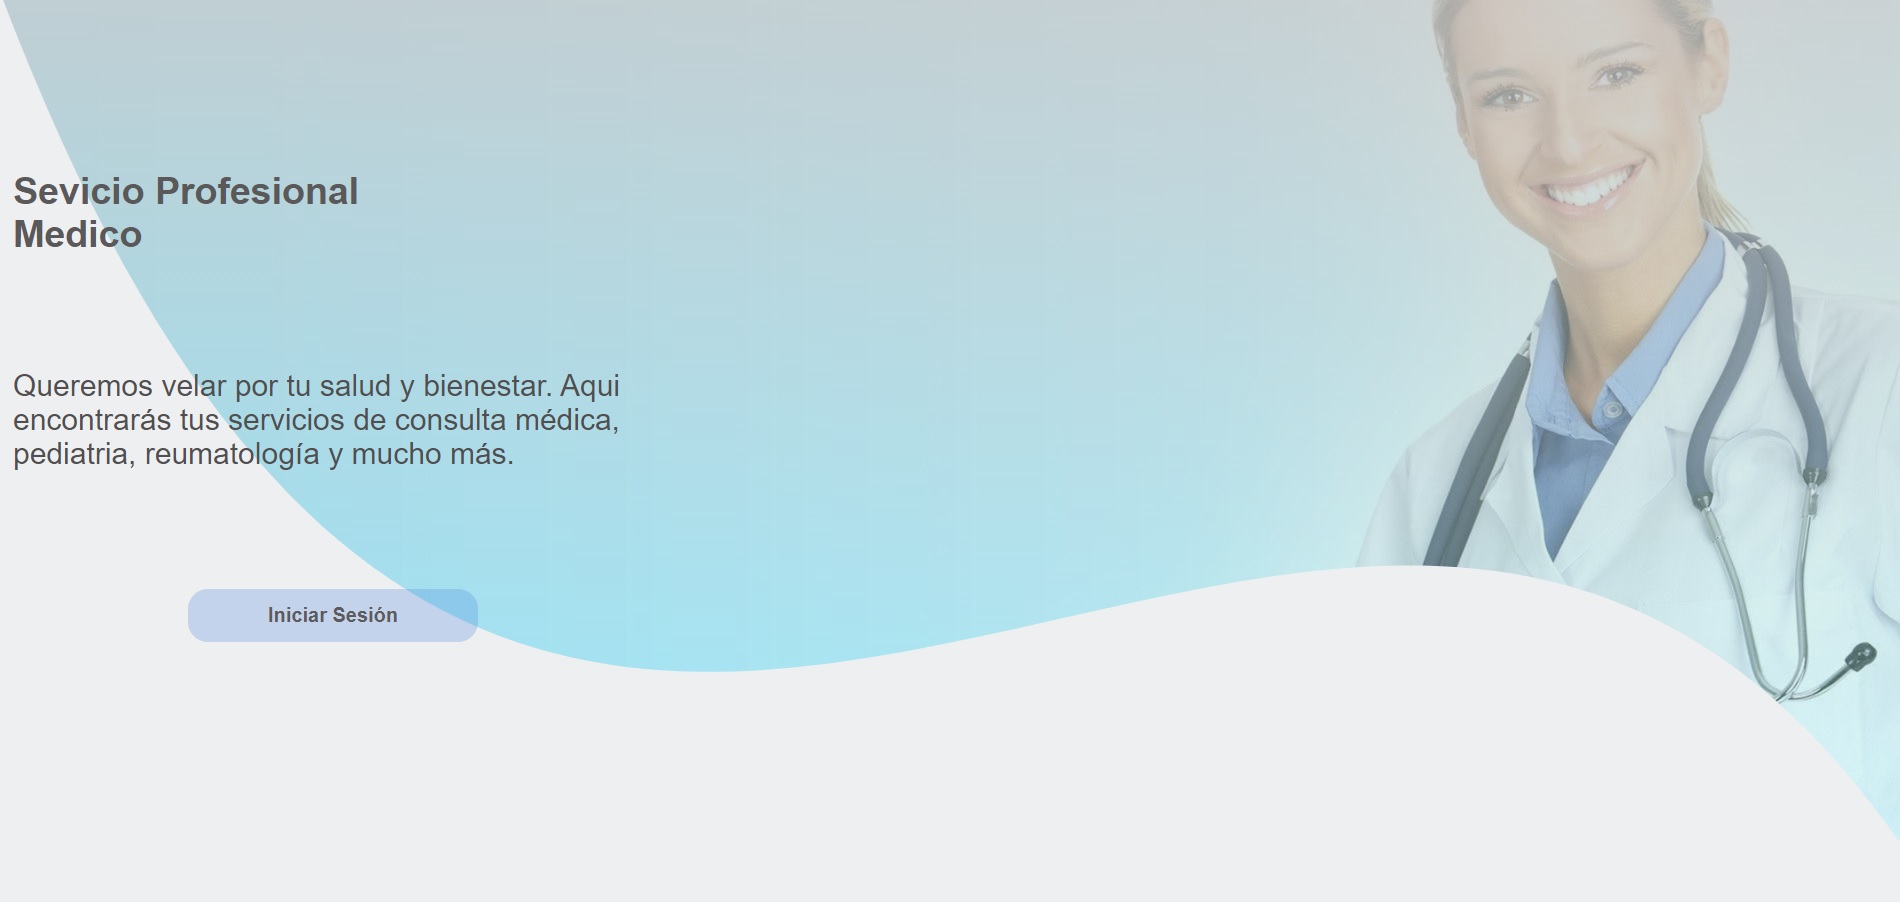 Sevicio Profesional
Medico
Queremos velar por tu salud y bienestar. Aqui
encontrarás tus servicios de consulta médica,
pediatria, reumatología y mucho más.
Iniciar Sesión